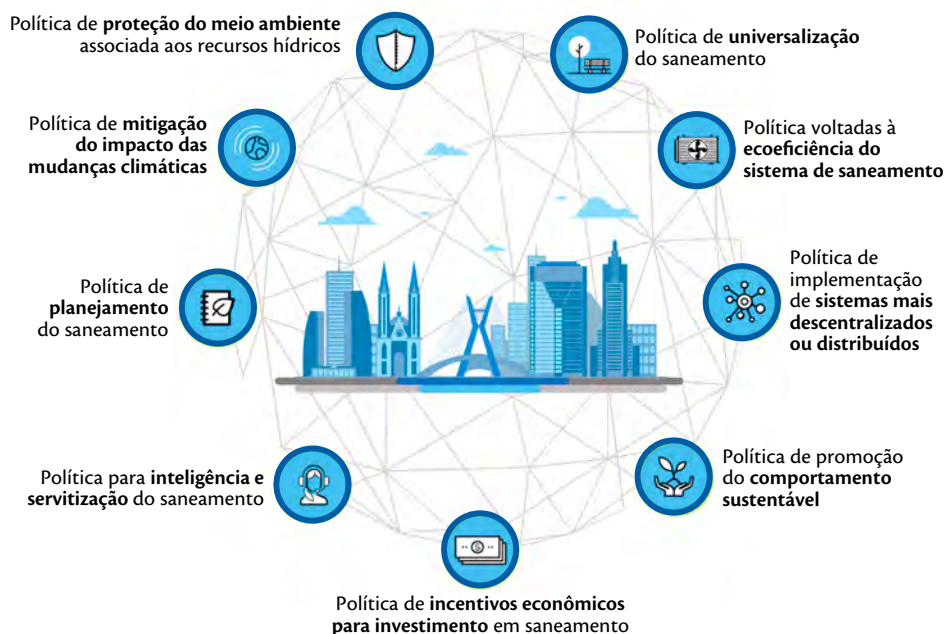 Política de proteção do meio ambiente
associada aos recursos hídricos
Política de universalização
do saneamento
Política de mitigação
do impacto das
mudanças climáticas
Política voltadas à
ecoeficiência do
sistema de saneamento
Política de
planejamento
do saneamento
Política de
implementação
de sistemas mais
descentralizados
ou distribuídos
Política para inteligência e
servitização do saneamento
Política de promoção
do comportamento
sustentável
Política de incentivos econômicos
para investimento em saneamento